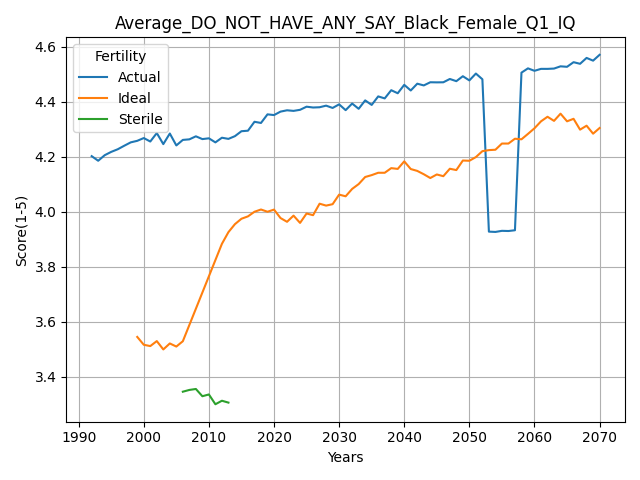 Average_DO_NOT_HAVE_ANY_SAY_Black_Female_Q1_IQ
Fertility
Actual
Ideal
Sterile
4.6
4.4
4.2
4.0
3.8
3.6
3.4
Score(1-5)
1990 2000 2010 2020 2030 2040 2050 2060 2070
Years